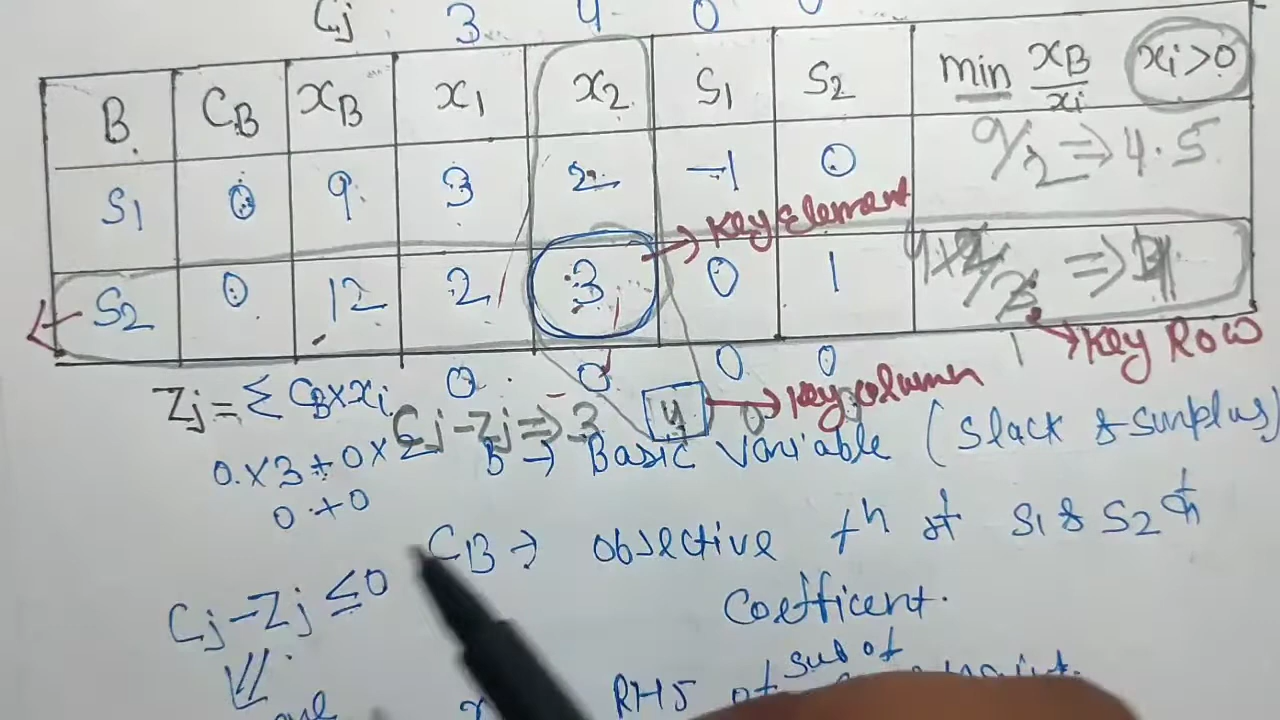 Cj 3 4 0 0
B CB xB x1 x2 S1 S2 min xB/xi xi>0
S1 0 9 3 2 -1 0 9/2 ⇒ 4.5
→ Key Element
S2 0 12 2 3 0 1
→ Key Row
Zj = Σ CB×xi 0 0 0 0
Cj-Zj ⇒ 3 4 0
→ Key column
0×3+0×2
0+0
B → Basic Variable (Slack & Surplus)
CB → objective fn of S1 & S2
Coefficent.
Cj-Zj ≤0
RHS of